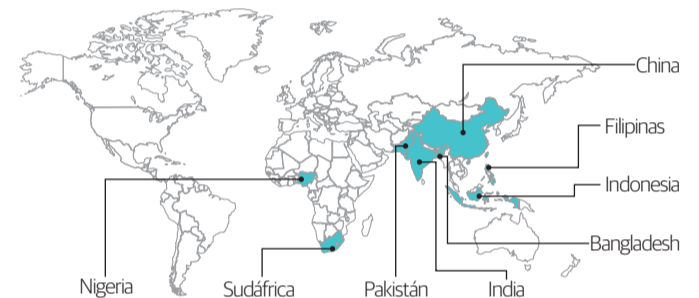 China
Filipinas
Indonesia
Bangladesh
Nigeria
Sudáfrica
Pakistán
India